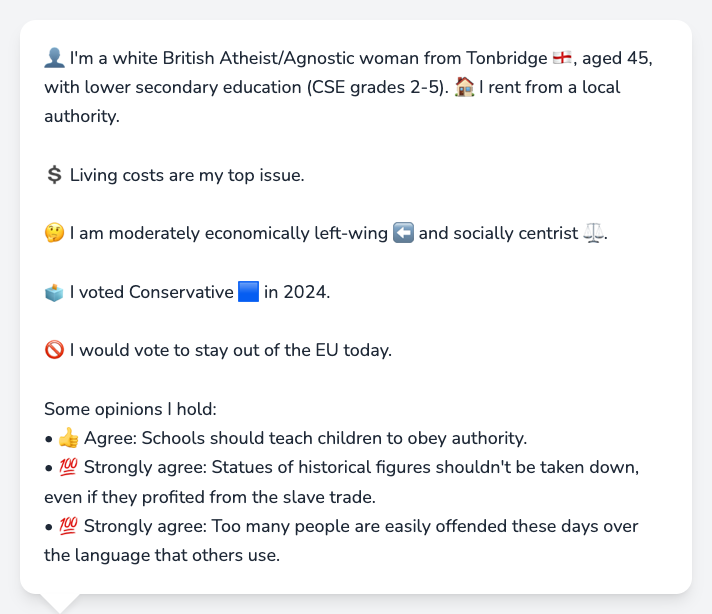 👤 I'm a white British Atheist/Agnostic woman from Tonbridge 🏴󠁧󠁢󠁥󠁮󠁧󠁿, aged 45,
with lower secondary education (CSE grades 2-5). 🏠 I rent from a local
authority.
💲 Living costs are my top issue.
🤔 I am moderately economically left-wing ⬅️ and socially centrist ⚖️.
🗳️ I voted Conservative 🟦 in 2024.
🚫 I would vote to stay out of the EU today.
Some opinions I hold:
• 👍 Agree: Schools should teach children to obey authority.
• 💯 Strongly agree: Statues of historical figures shouldn't be taken down,
even if they profited from the slave trade.
• 💯 Strongly agree: Too many people are easily offended these days over
the language that others use.